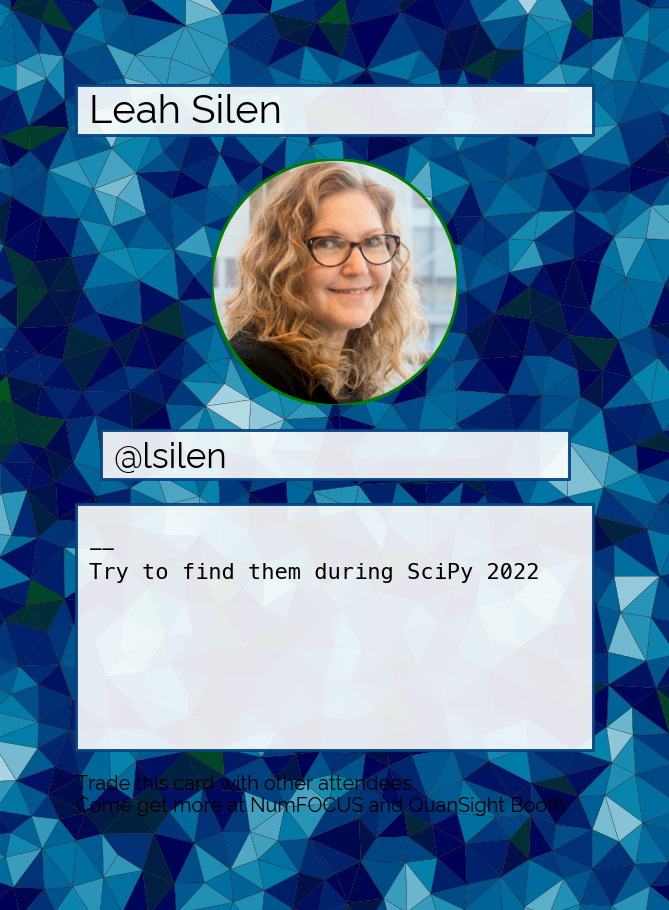 Leah Silen
@lsilen
——
Try to find them during SciPy 2022
Trade this card with other attendees.
Come get more at NumFOCUS and QuanSight Booth